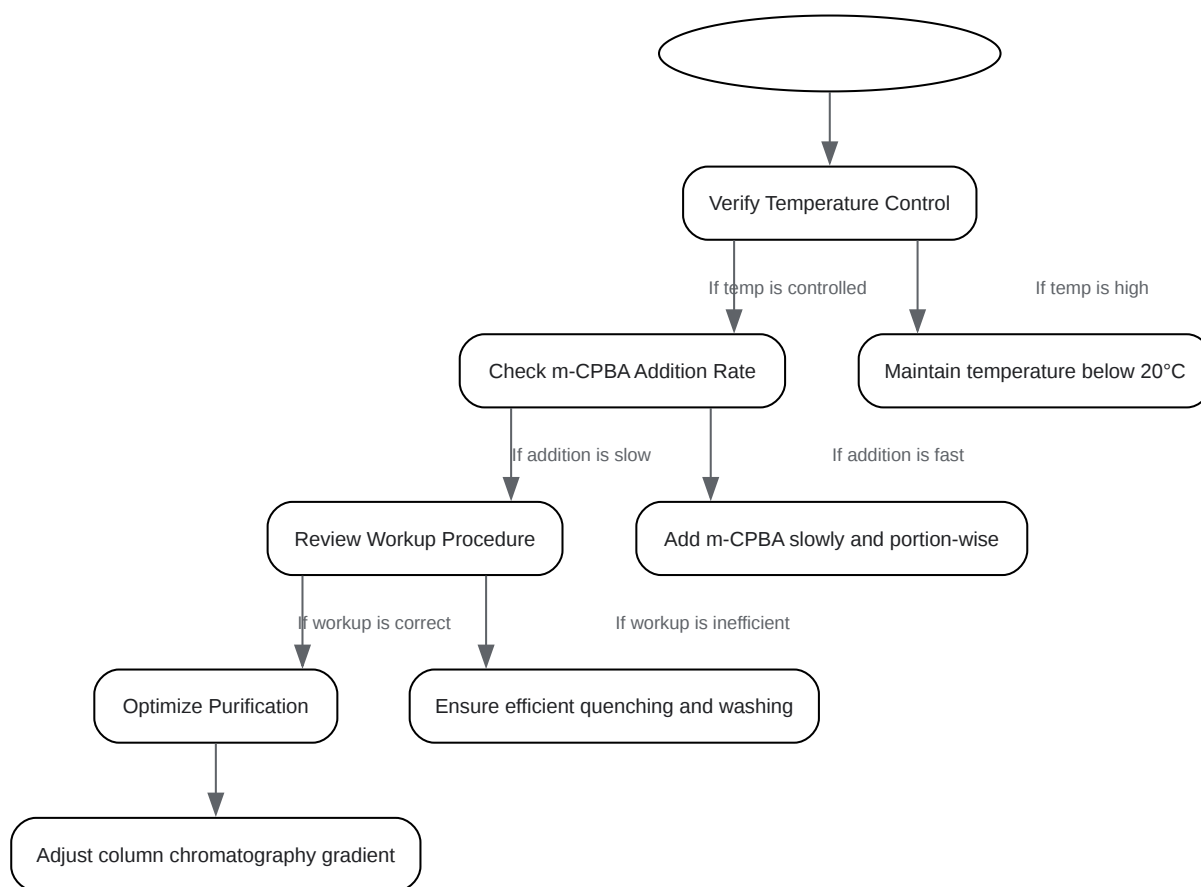 Verify Temperature Control
If temp is controlled
If temp is high
Check m-CPBA Addition Rate
Maintain temperature below 20°C
If addition is slow
If addition is fast
Review Workup Procedure
Add m-CPBA slowly and portion-wise
If workup is correct
If workup is inefficient
Optimize Purification
Ensure efficient quenching and washing
Adjust column chromatography gradient